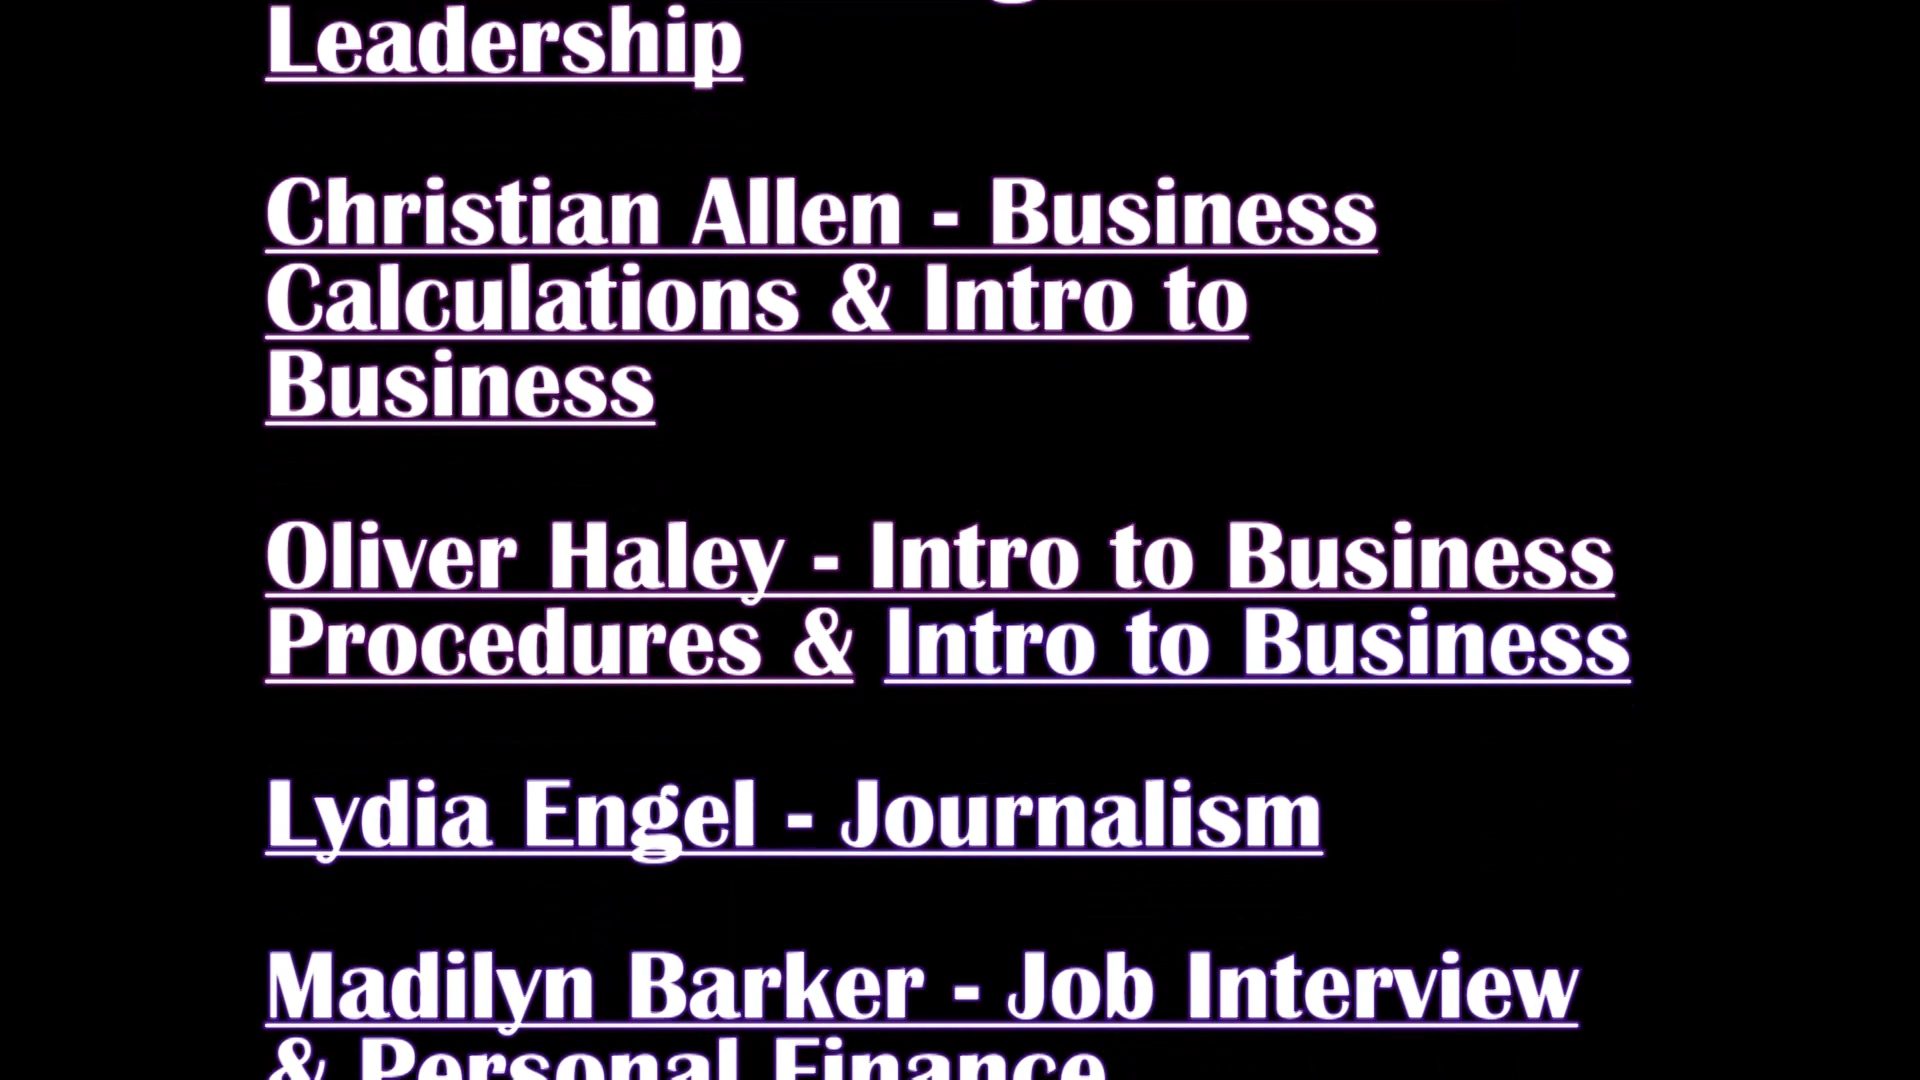 Leadership
Christian Allen - Business
Calculations & Intro to
Business
Oliver Haley - Intro to Business
Procedures & Intro to Business
Lydia Engel - Journalism
Madilyn Barker - Job Interview
& Personal Finance